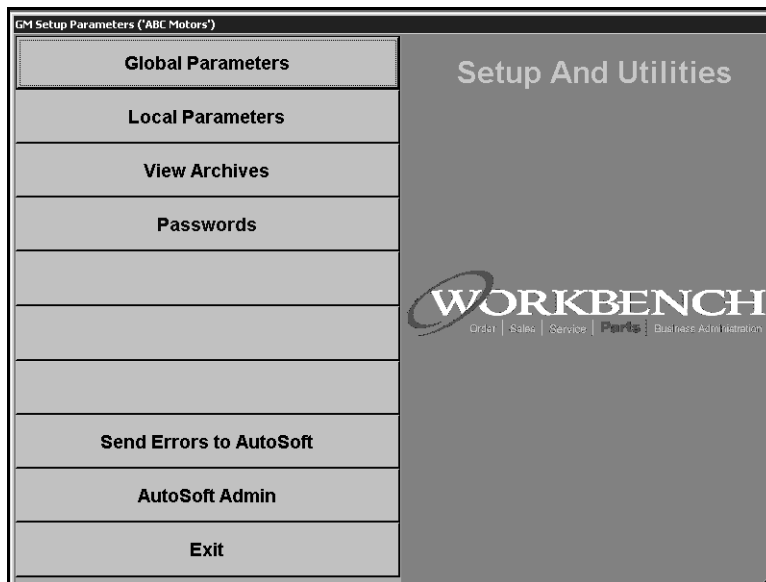 GM Setup Parameters ('ABC Motors')
Global Parameters
Local Parameters
View Archives
Passwords
Send Errors to AutoSoft
AutoSoft Admin
Exit
Setup And Utilities
WORKBENCH
Order | Sales | Service | Parts | Business Administration